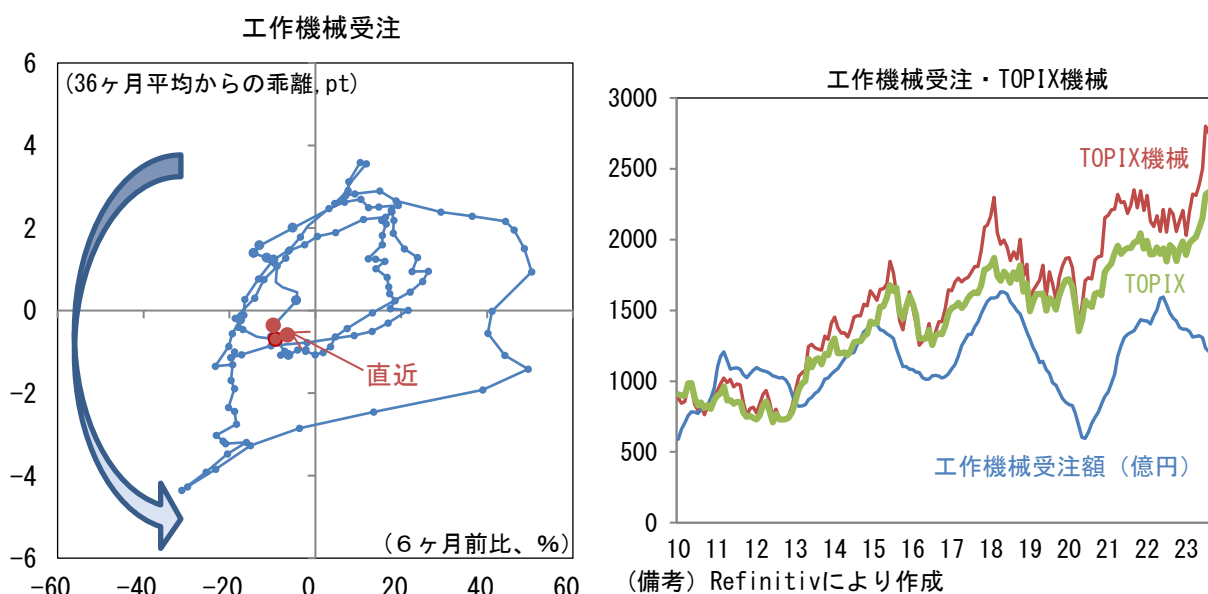 工作機械受注
(36ヶ月平均からの乖離,pt)
6
4
2
0
-2
-4
-6
直近
(６ヶ月前比、%)
-60
-40
-20
0
20
40
60
工作機械受注・TOPIX機械
3000
2500
2000
1500
1000
500
0
TOPIX機械
TOPIX
工作機械受注額（億円）
10 11 12 13 14 15 16 17 18 19 20 21 22 23
（備考）Refinitivにより作成